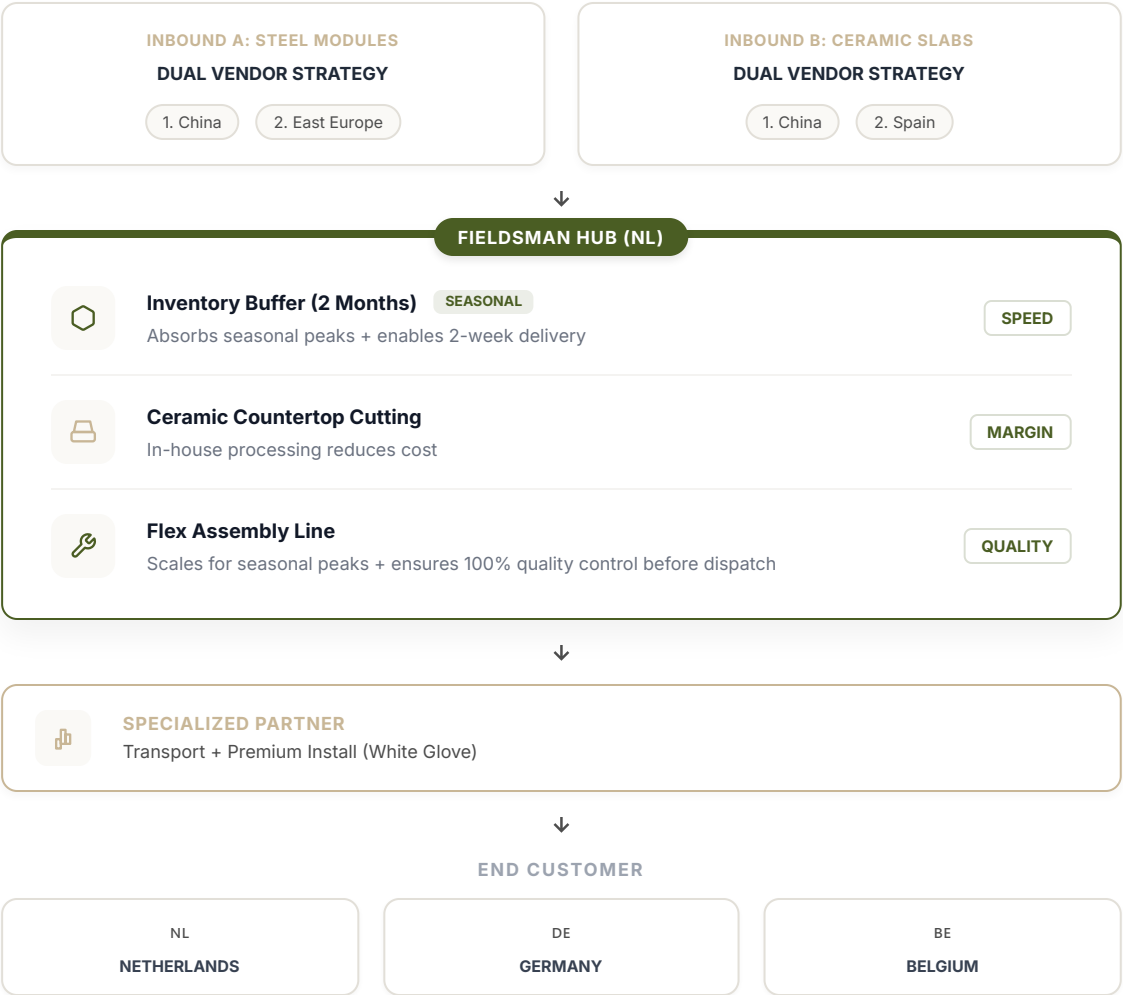 INBOUND A: STEEL MODULES
DUAL VENDOR STRATEGY
1. China
2. East Europe
INBOUND B: CERAMIC SLABS
DUAL VENDOR STRATEGY
1. China
2. Spain
FIELDSMAN HUB (NL)
Inventory Buffer (2 Months) SEASONAL
Absorbs seasonal peaks + enables 2-week delivery
SPEED
Ceramic Countertop Cutting
In-house processing reduces cost
MARGIN
Flex Assembly Line
Scales for seasonal peaks + ensures 100% quality control before dispatch
QUALITY
SPECIALIZED PARTNER
Transport + Premium Install (White Glove)
END CUSTOMER
NL
NETHERLANDS
DE
GERMANY
BE
BELGIUM